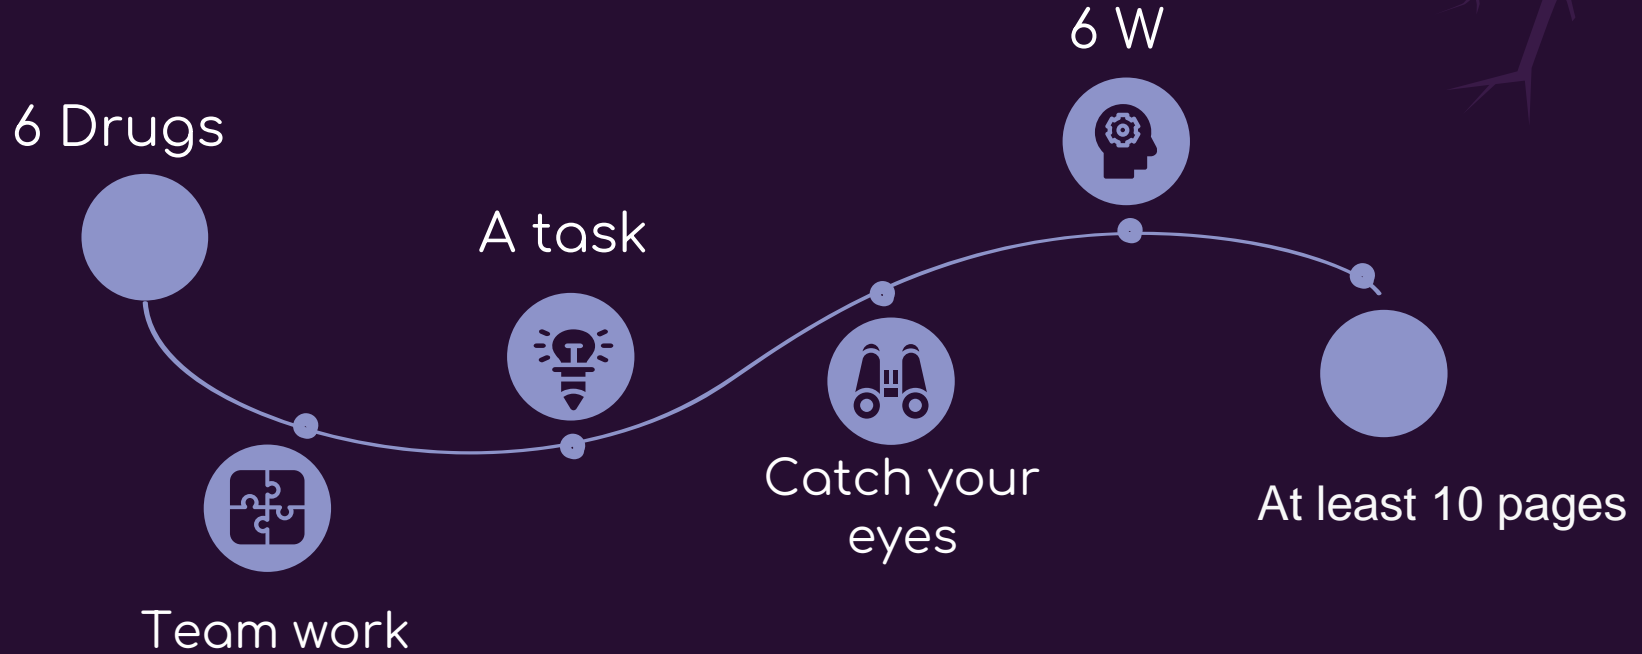 6 Drugs
Team work
A task
Catch your
eyes
6 W
At least 10 pages